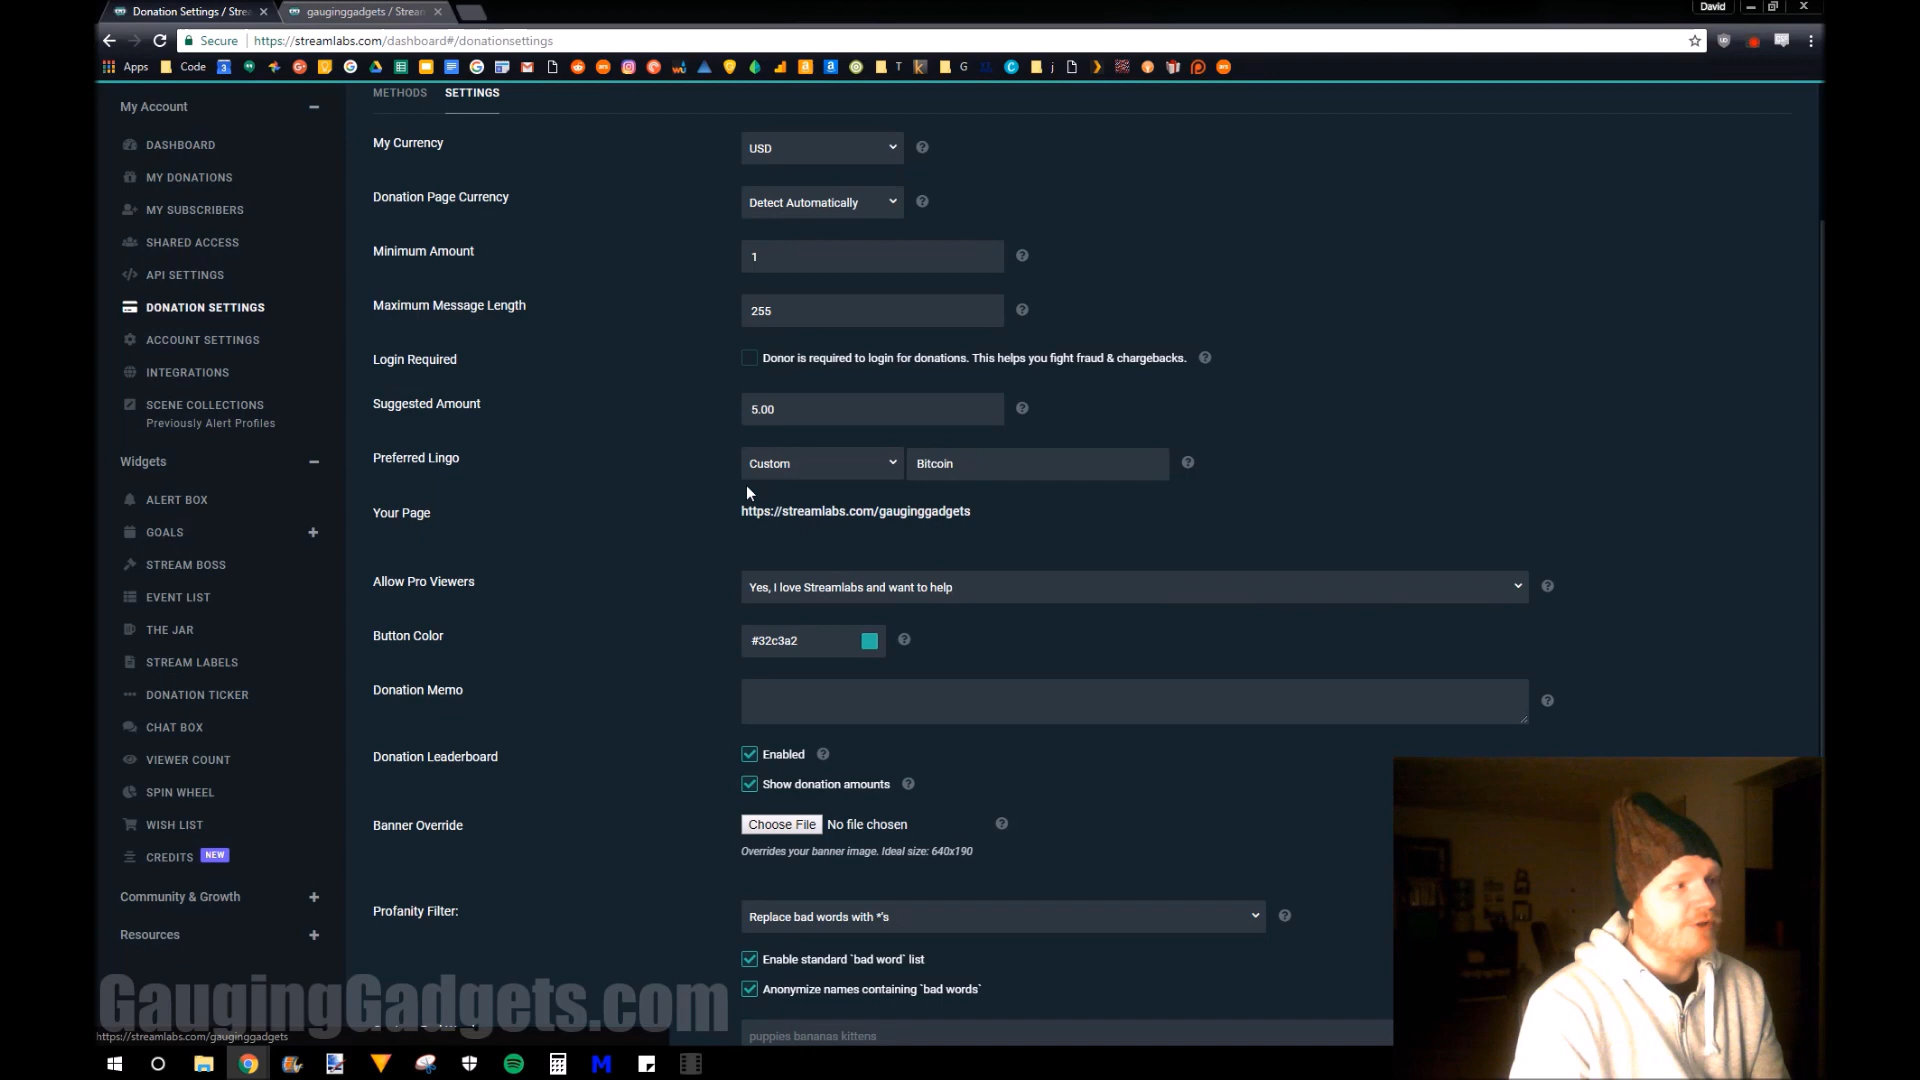 Donation Settings / Stre
gauginggadgets / Stream
David
Secure
https://streamlabs.com/dashboard#/donationsettings
Apps
Code
3
T
G
j
My Account
DASHBOARD
MY DONATIONS
MY SUBSCRIBERS
SHARED ACCESS
API SETTINGS
DONATION SETTINGS
ACCOUNT SETTINGS
INTEGRATIONS
SCENE COLLECTIONS
Previously Alert Profiles
Widgets
ALERT BOX
GOALS
STREAM BOSS
EVENT LIST
THE JAR
STREAM LABELS
DONATION TICKER
CHAT BOX
VIEWER COUNT
SPIN WHEEL
WISH LIST
CREDITS NEW
Community & Growth
Resources
METHODS SETTINGS
My Currency
USD
Donation Page Currency
Detect Automatically
Minimum Amount
1
Maximum Message Length
255
Login Required
Donor is required to login for donations. This helps you fight fraud & chargebacks.
Suggested Amount
5.00
Preferred Lingo
Custom
Bitcoin
Your Page
https://streamlabs.com/gauginggadgets
Allow Pro Viewers
Yes, I love Streamlabs and want to help
Button Color
#32c3a2
Donation Memo
Donation Leaderboard
Enabled
Show donation amounts
Banner Override
Choose File No file chosen
Overrides your banner image. Ideal size: 640x190
Profanity Filter:
Replace bad words with *'s
Enable standard `bad word` list
Anonymize names containing `bad words`
puppies bananas kittens
GaugingGadgets.com
https://streamlabs.com/gauginggadgets